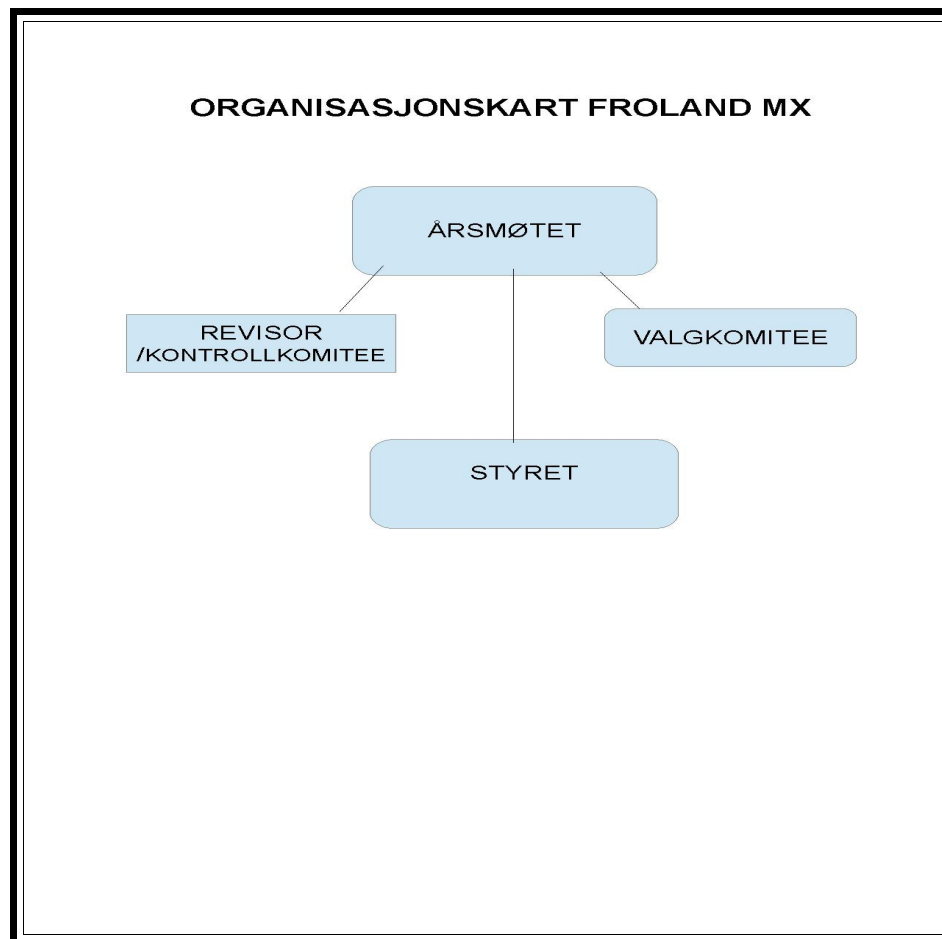 ORGANISASJONSKART FROLAND MX
ÅRSMØTET
REVISOR
/KONTROLLKOMITEE
VALGKOMITEE
STYRET